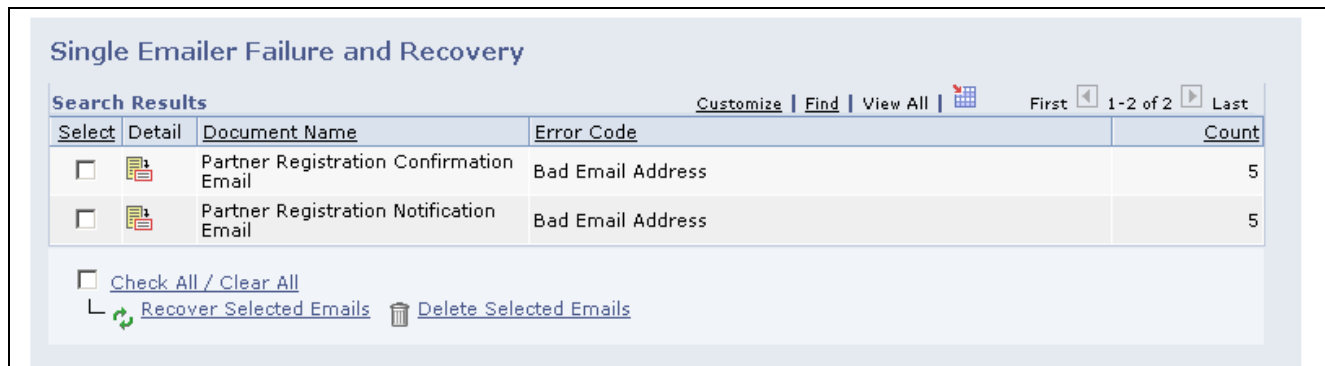 Single Emailer Failure and Recovery
Search Results Customize | Find | View All | First 1-2 of 2 Last
Select Detail Document Name Error Code Count
Partner Registration Confirmation Email Bad Email Address 5
Partner Registration Notification Email Bad Email Address 5
Check All / Clear All
Recover Selected Emails Delete Selected Emails